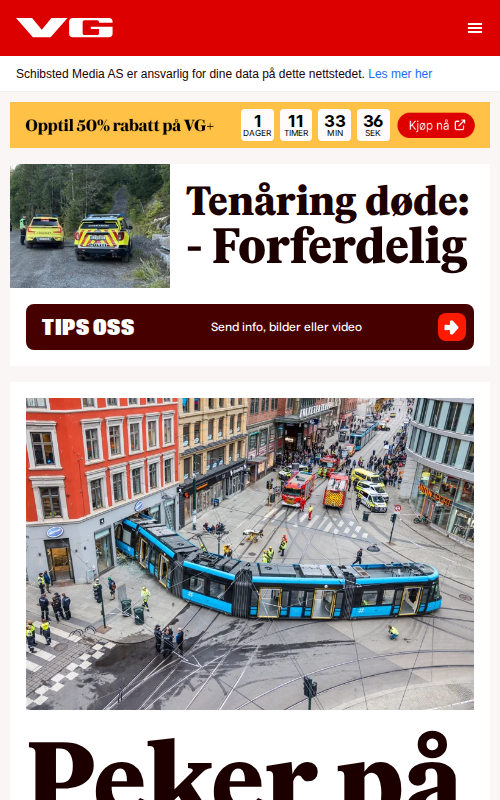 VG
Schibsted Media AS er ansvarlig for dine data på dette nettstedet. Les mer her
Opptil 50% rabatt på VG+
1 11 33 36
DAGER TIMER MIN SEK
Kjøp nå
Tenåring døde:
- Forferdelig
TIPS OSS
Send info, bilder eller video
Peker på